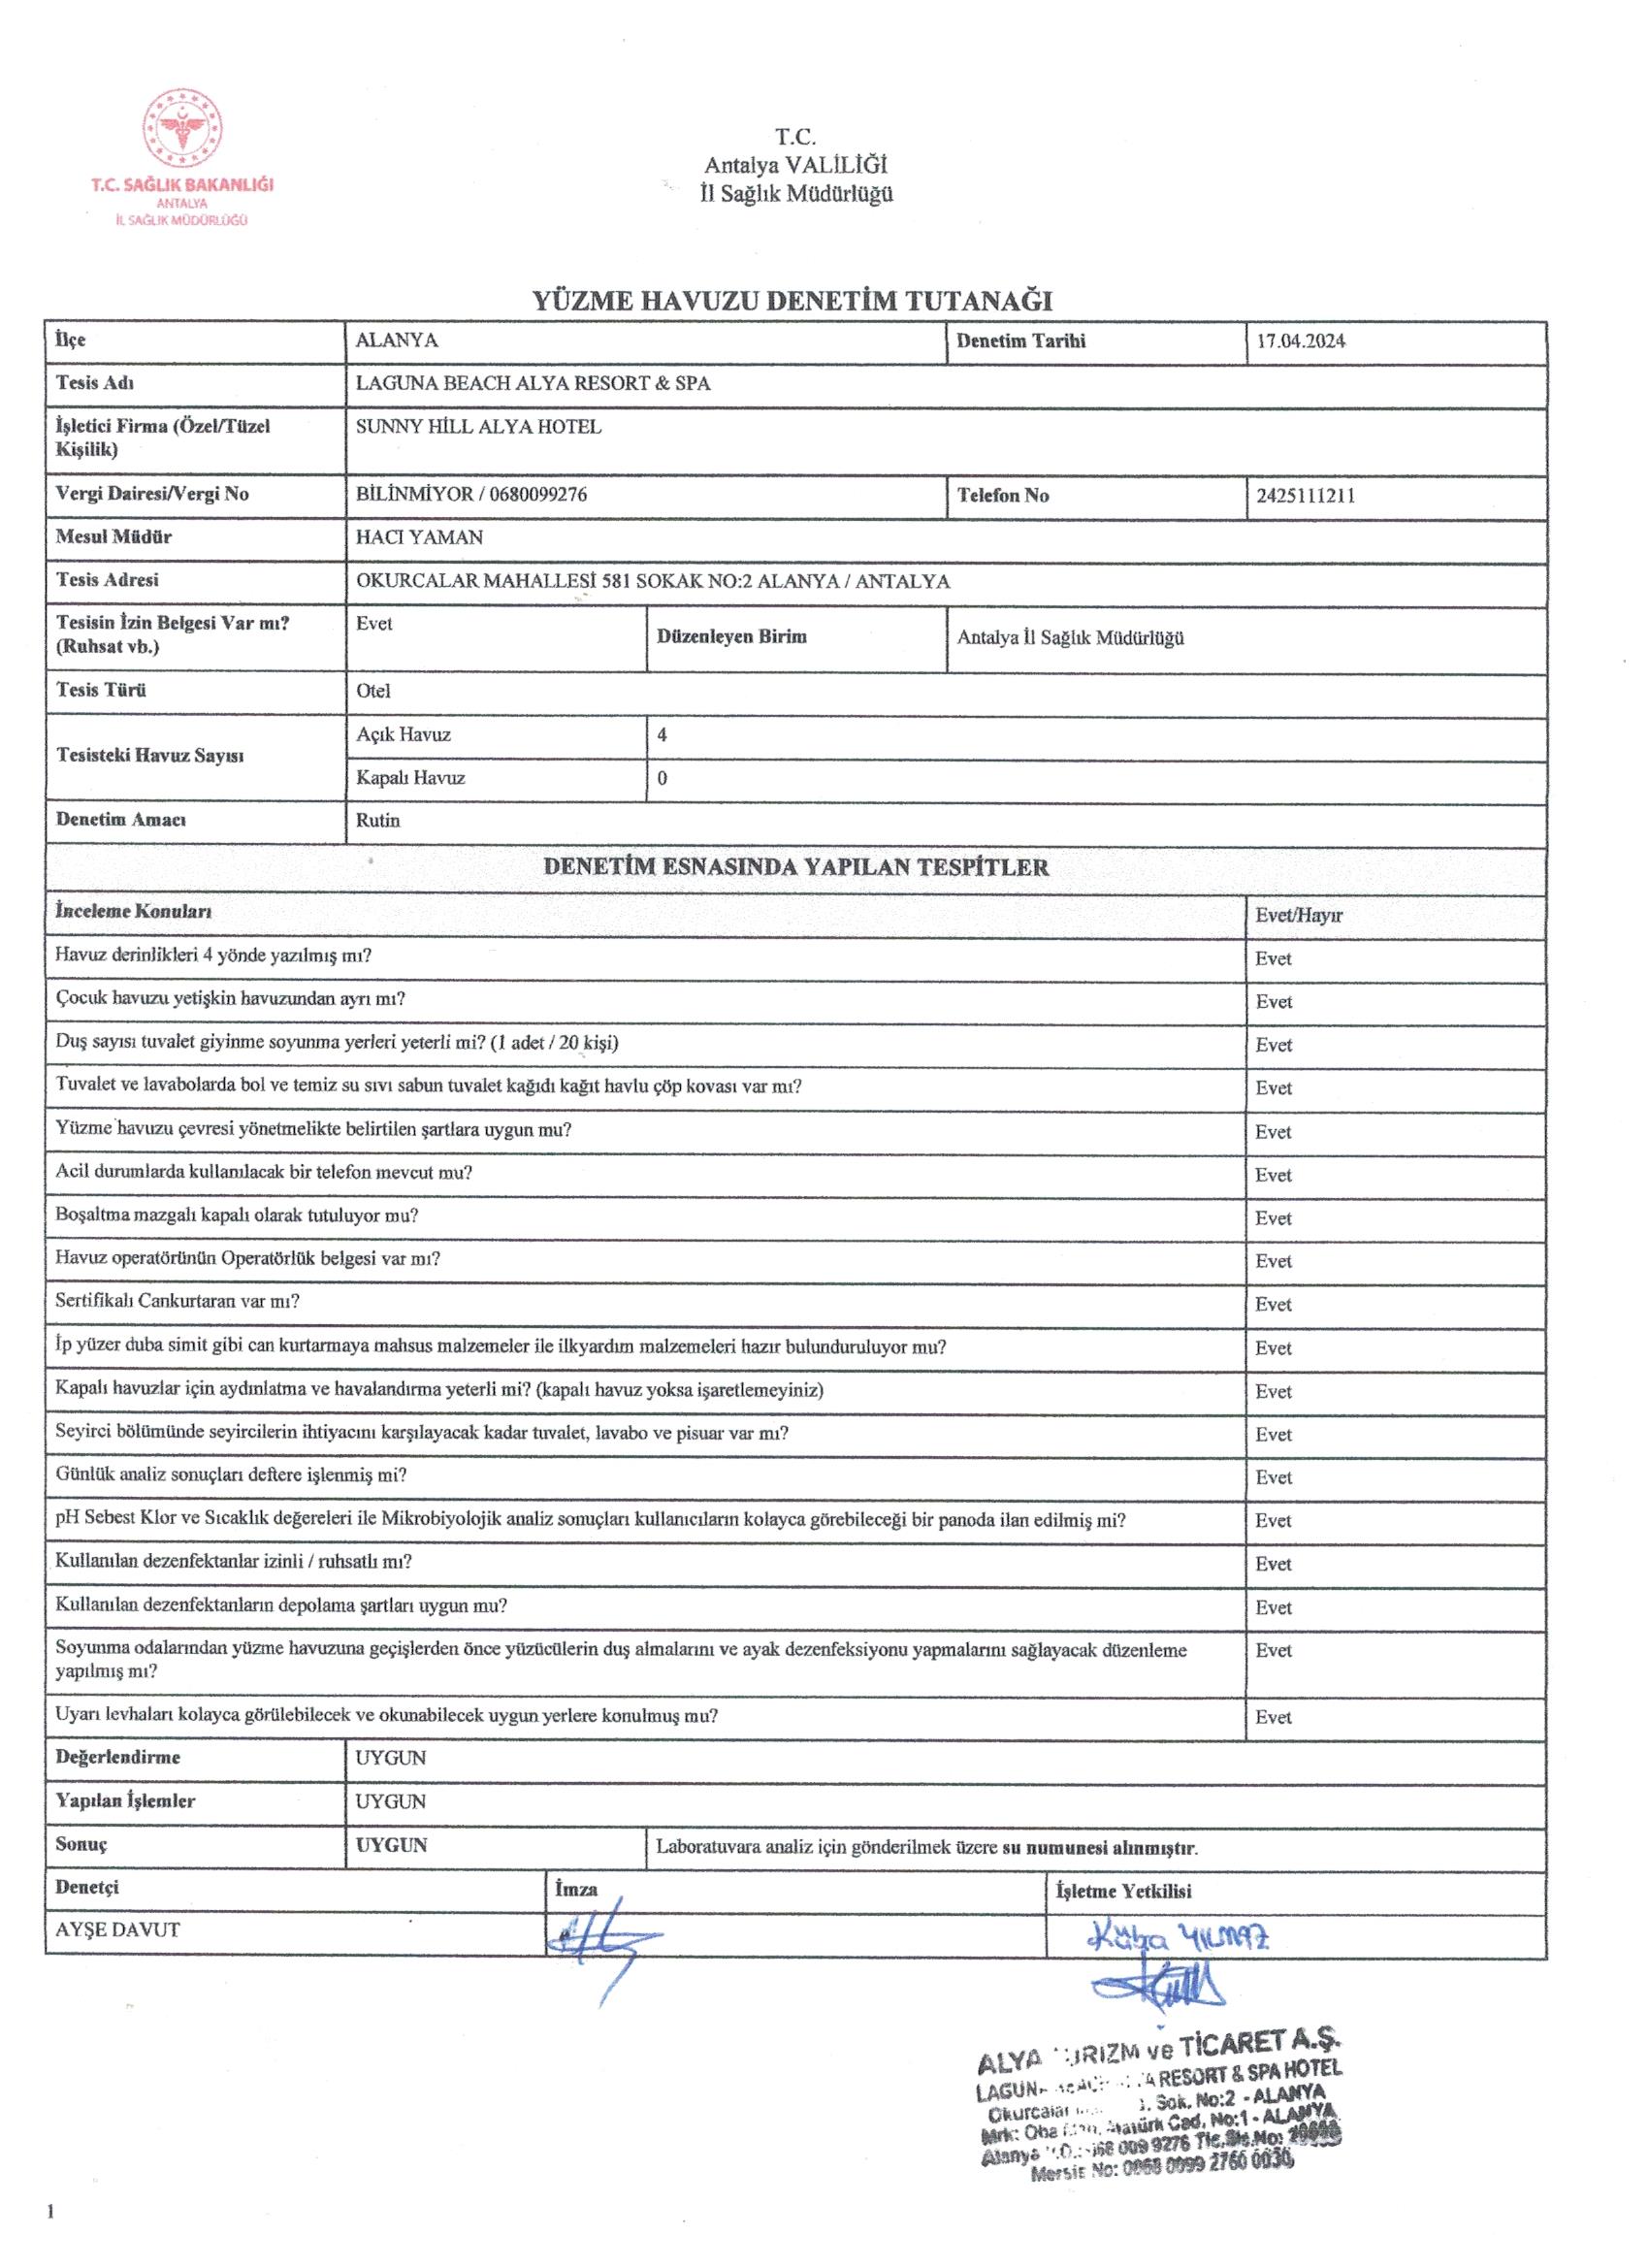 T.C. SAĞLIK BAKANLIĞI
ANTALYA
İL SAĞLIK MÜDÜRLÜĞÜ
T.C.
Antalya VALİLİĞİ
İl Sağlık Müdürlüğü
YÜZME HAVUZU DENETİM TUTANAĞI
İlçe ALANYA Denetim Tarihi 17.04.2024
Tesis Adı LAGUNA BEACH ALYA RESORT & SPA
İşletici Firma (Özel/Tüzel SUNNY HİLL ALYA HOTEL
Kişilik)
Vergi Dairesi/Vergi No BİLİNMİYOR / 0680099276 Telefon No 2425111211
Mesul Müdür HACI YAMAN
Tesis Adresi OKURCALAR MAHALLESİ 581 SOKAK NO:2 ALANYA / ANTALYA
Tesisin İzin Belgesi Var mı? Evet Düzenleyen Birim Antalya İl Sağlık Müdürlüğü
(Ruhsat vb.)
Tesis Türü Otel
Tesisteki Havuz Sayısı
Açık Havuz 4
Kapalı Havuz 0
Denetim Amacı Rutin
DENETİM ESNASINDA YAPILAN TESPİTLER
İnceleme Konuları Evet/Hayır
Havuz derinlikleri 4 yönde yazılmış mı? Evet
Çocuk havuzu yetişkin havuzundan ayrı mı? Evet
Duş sayısı tuvalet giyinme soyunma yerleri yeterli mi? (1 adet / 20 kişi) Evet
Tuvalet ve lavabolarda bol ve temiz su sıvı sabun tuvalet kağıdı kağıt havlu çöp kovası var mı? Evet
Yüzme havuzu çevresi yönetmelikte belirtilen şartlara uygun mu? Evet
Acil durumlarda kullanılacak bir telefon mevcut mu? Evet
Boşaltma mazgalı kapalı olarak tutuluyor mu? Evet
Havuz operatörünün Operatörlük belgesi var mı? Evet
Sertifikalı Cankurtaran var mı? Evet
İp yüzer duba simit gibi can kurtarmaya mahsus malzemeler ile ilkyardım malzemeleri hazır bulunduruluyor mu? Evet
Kapalı havuzlar için aydınlatma ve havalandırma yeterli mi? (kapalı havuz yoksa işaretlemeyiniz) Evet
Seyirci bölümünde seyircilerin ihtiyacını karşılayacak kadar tuvalet, lavabo ve pisuar var mı? Evet
Günlük analiz sonuçları deftere işlenmiş mi? Evet
pH Sebest Klor ve Sıcaklık değereleri ile Mikrobiyolojik analiz sonuçları kullanıcıların kolayca görebileceği bir panoda ilan edilmiş mi? Evet
Kullanılan dezenfektanlar izinli / ruhsatlı mı? Evet
Kullanılan dezenfektanların depolama şartları uygun mu? Evet
Soyunma odalarından yüzme havuzuna geçişlerden önce yüzücülerin duş almalarını ve ayak dezenfeksiyonu yapmalarını sağlayacak düzenleme Evet
yapılmış mı?
Uyarı levhaları kolayca görülebilecek ve okunabilecek uygun yerlere konulmuş mu? Evet
Değerlendirme UYGUN
Yapılan İşlemler UYGUN
Sonuç UYGUN Laboratuvara analiz için gönderilmek üzere su numunesi alınmıştır.
Denetçi İmza İşletme Yetkilisi
AYŞE DAVUT Kübra YILMAZ
ALYA ve TİCARET A.Ş.
RESORT & SPA HOTEL
Okurcalar Sok. No:2 - ALANYA
Mrk: Oba Cad. No:1 - ALANYA
Alanya 009 9276 Tic.Sic.No:
Mersis No: 0068 0099 2760 0030
1